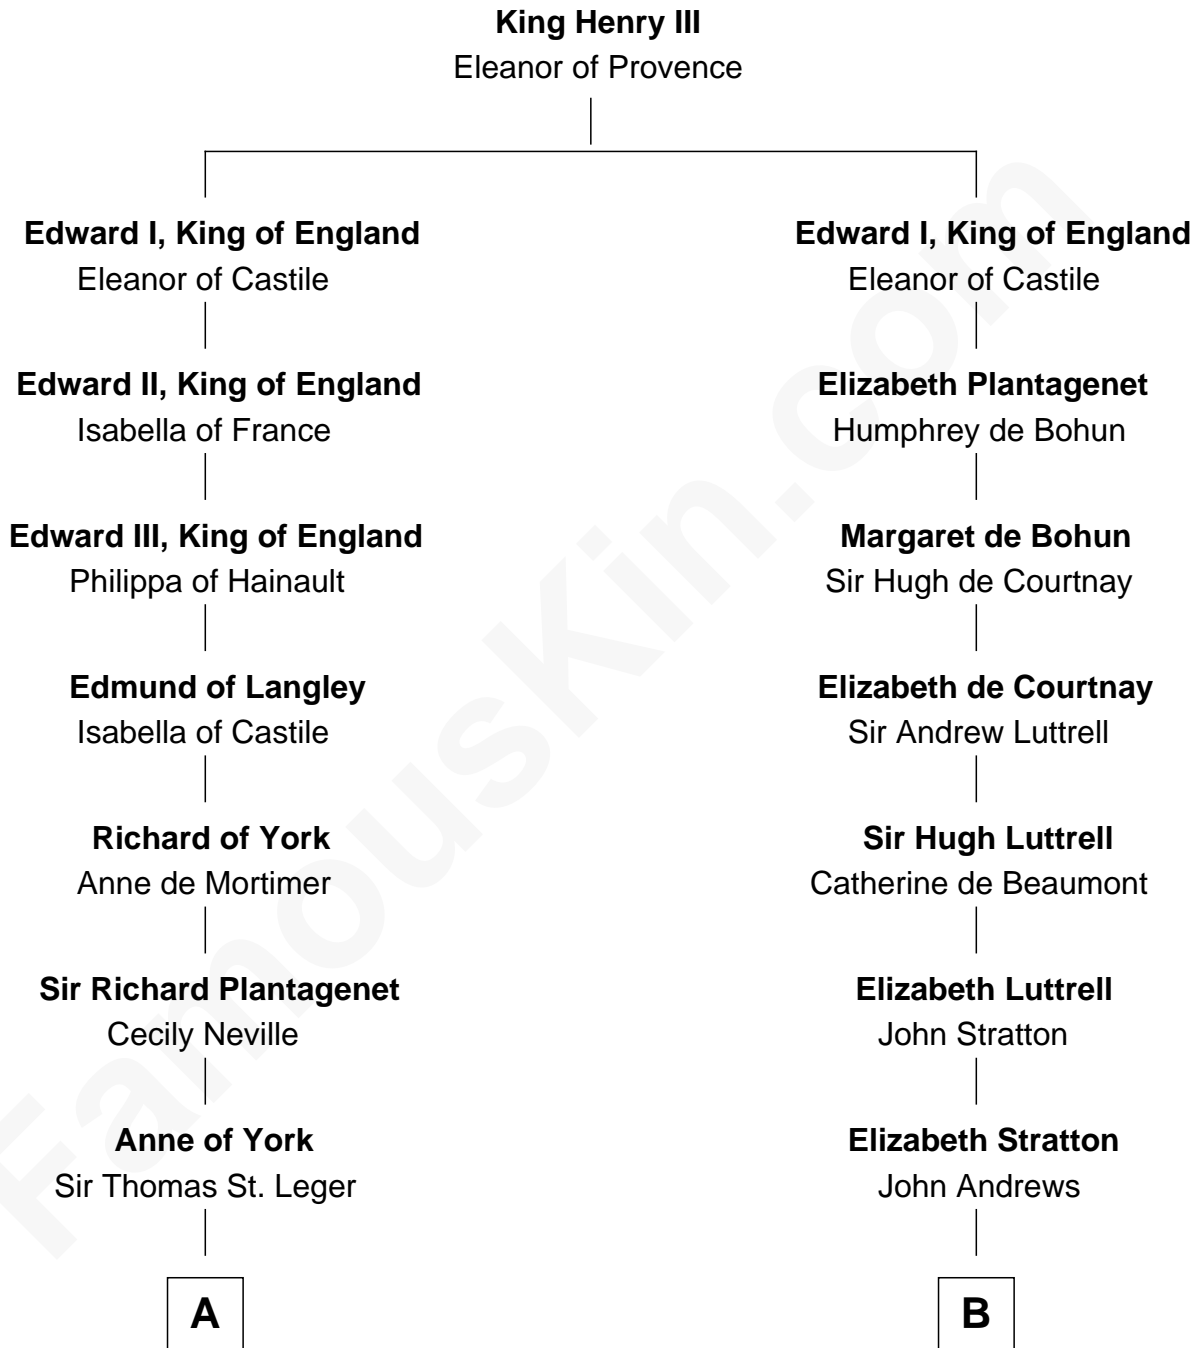 King Henry III
Eleanor of Provence
Edward I, King of England
Eleanor of Castile
Edward II, King of England
Isabella of France
Edward III, King of England
Philippa of Hainault
Edmund of Langley
Isabella of Castile
Richard of York
Anne de Mortimer
Sir Richard Plantagenet
Cecily Neville
Anne of York
Sir Thomas St. Leger
A
Edward I, King of England
Eleanor of Castile
Elizabeth Plantagenet
Humphrey de Bohun
Margaret de Bohun
Sir Hugh de Courtnay
Elizabeth de Courtnay
Sir Andrew Luttrell
Sir Hugh Luttrell
Catherine de Beaumont
Elizabeth Luttrell
John Stratton
Elizabeth Stratton
John Andrews
B
FamousKin.com